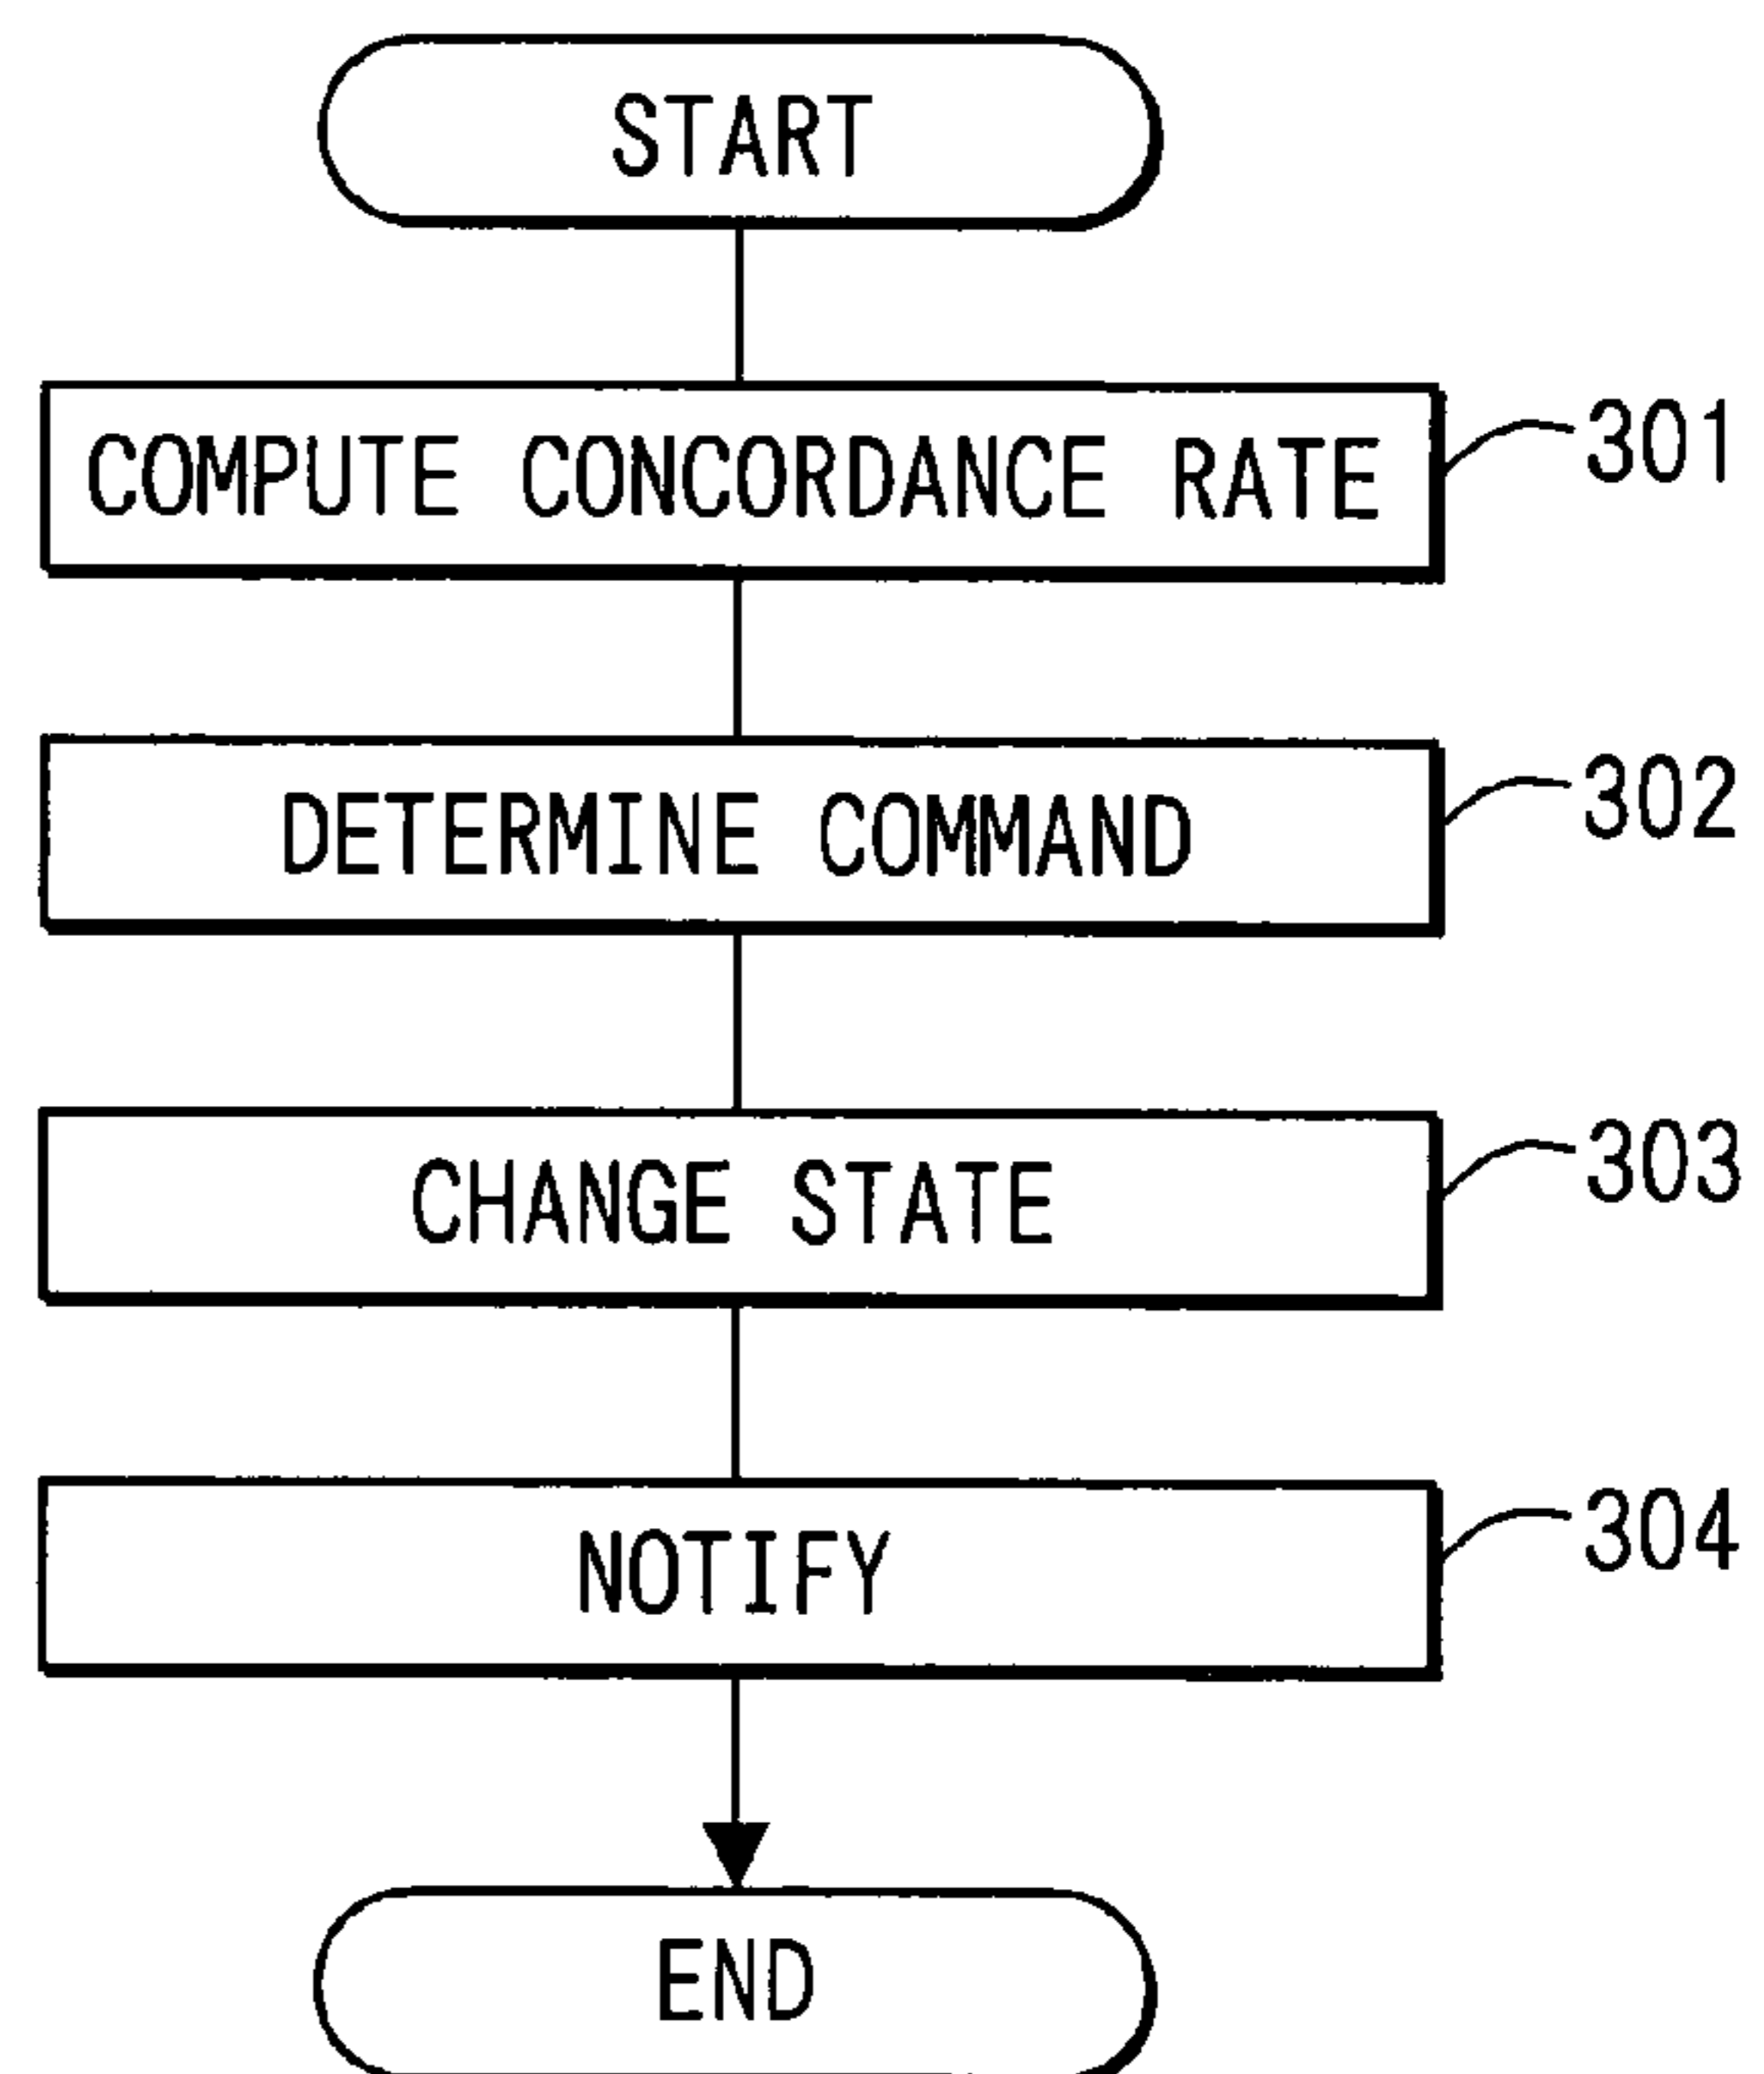 START
COMPUTE CONCORDANCE RATE 301
DETERMINE COMMAND 302
CHANGE STATE 303
NOTIFY 304
END